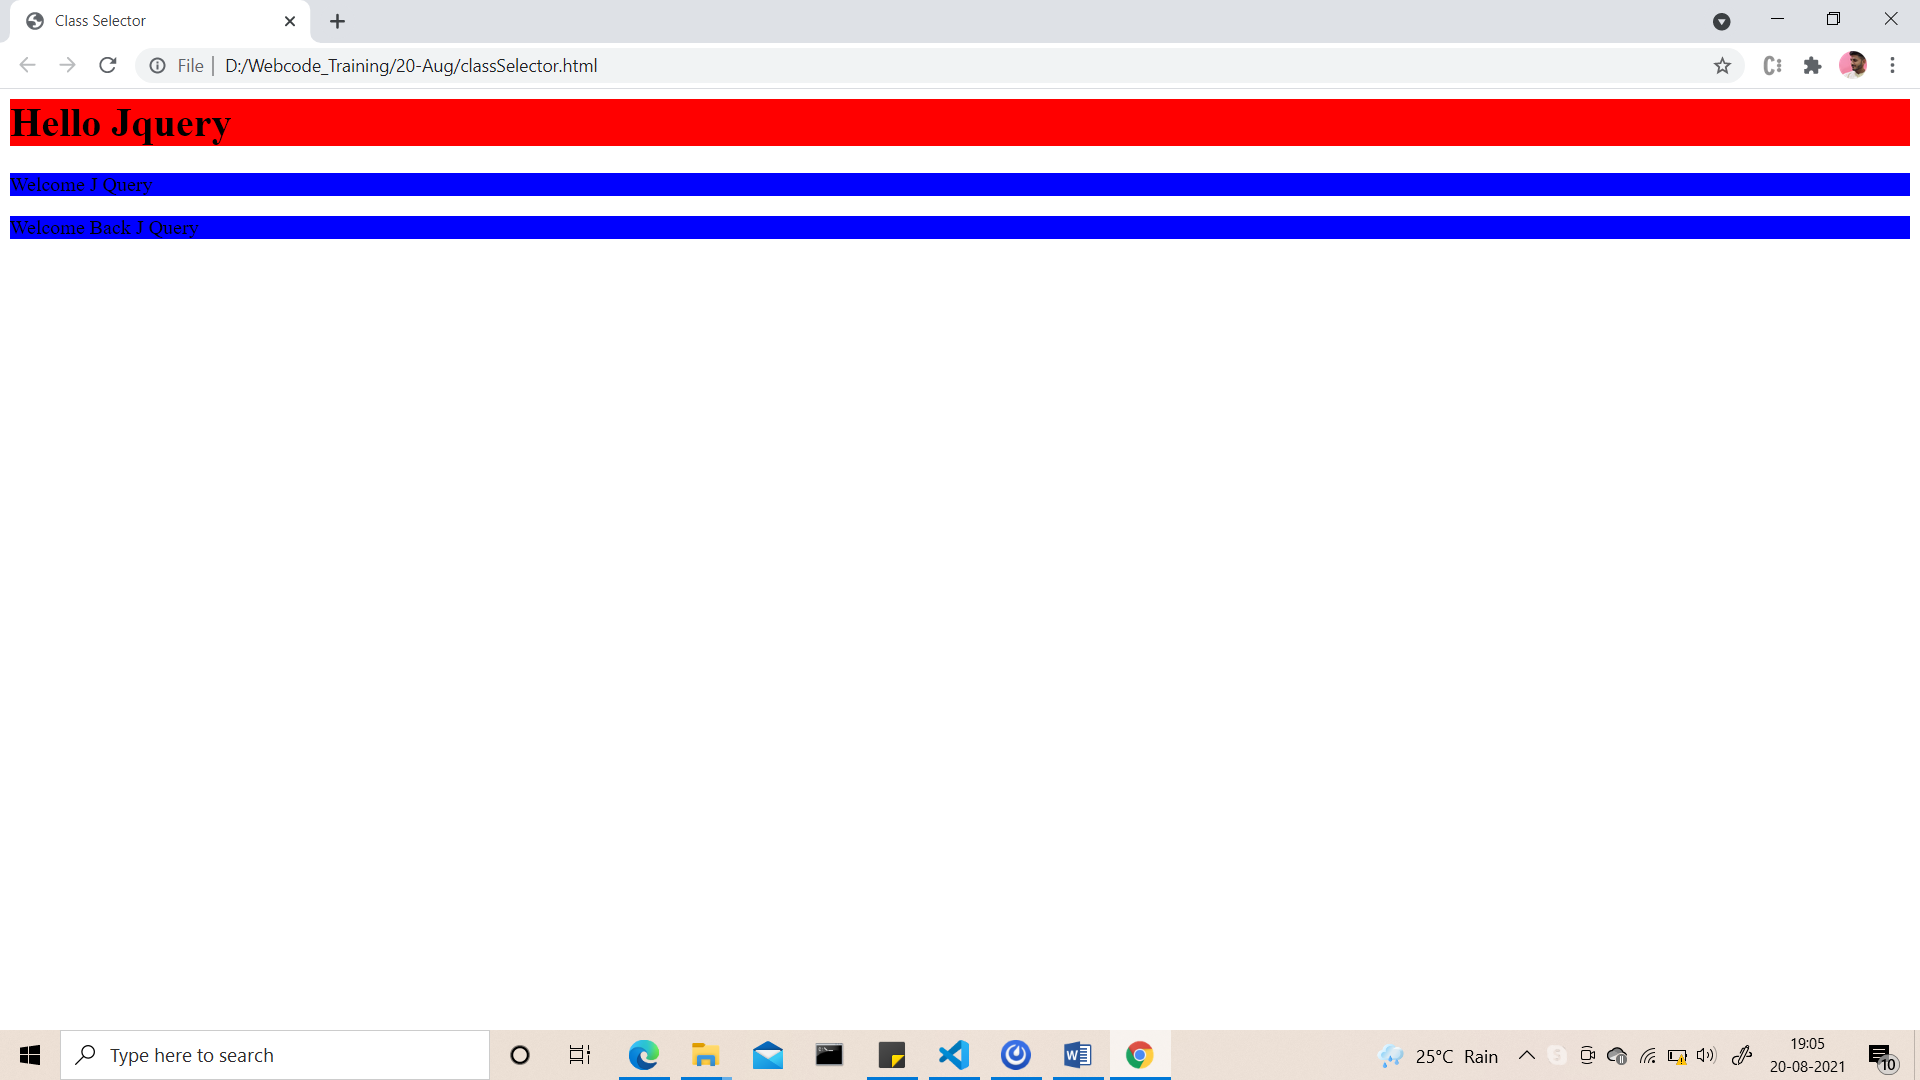 Class Selector
File
D:/Webcode_Training/20-Aug/classSelector.html
Hello Jquery
Welcome J Query
Welcome Back J Query
Type here to search
25°C Rain
19:05
20-08-2021
10